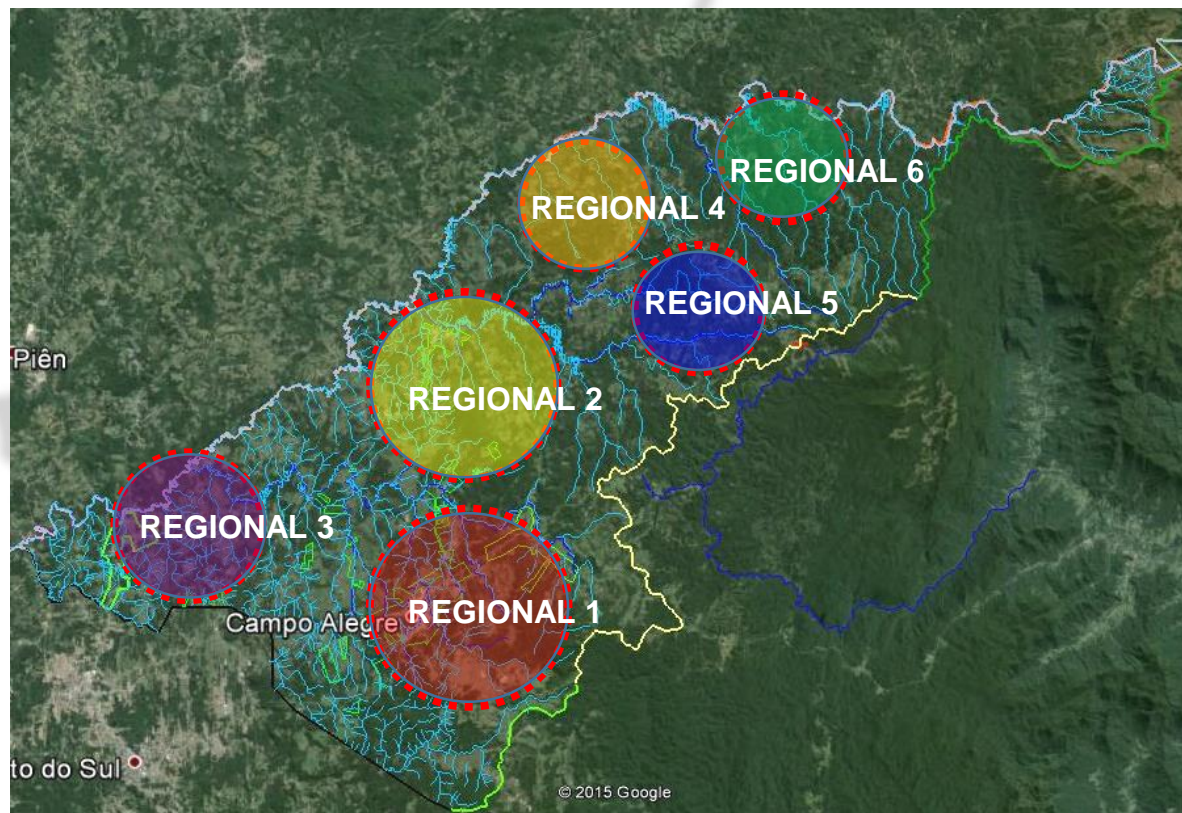 REGIONAL 6
REGIONAL 4
REGIONAL 5
Piên
REGIONAL 2
REGIONAL 3
REGIONAL 1
Campo Alegre
to do Sul
© 2015 Google